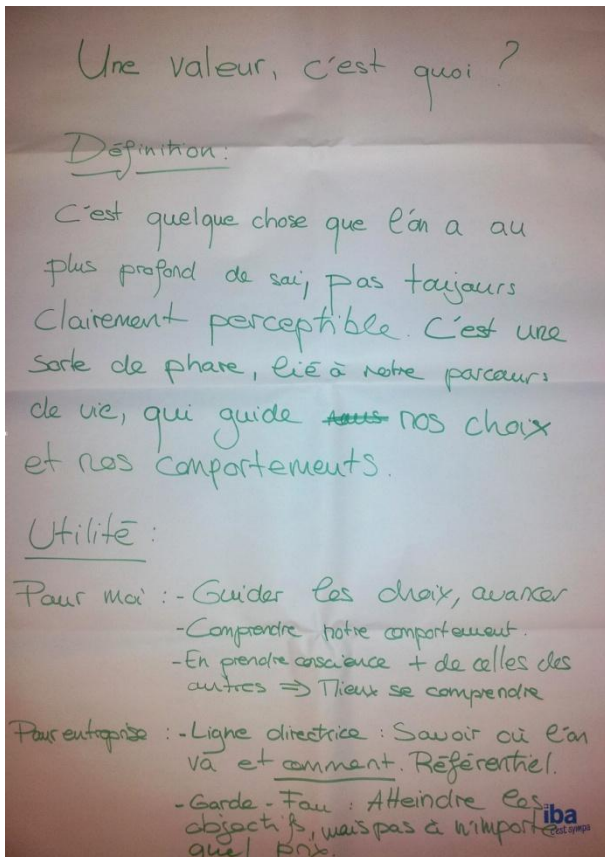 Une valeur, c'est quoi ?
Définition :
C'est quelque chose que l'on a au
plus profond de soi, pas toujours
clairement perceptible. C'est une
sorte de phare, lié à notre parcours
de vie, qui guide nos choix
et nos comportements.
Utilité :
Pour moi : - Guider les choix, avancer
- Comprendre notre comportement.
- En prendre conscience + de celles des
autres => Mieux se comprendre
Pour entreprise : - Ligne directrice : Savoir où l'on
va et comment. Référentiel.
- Garde-Fou : Atteindre les
objectifs, mais pas à n'importe
quel prix.
iba
c'est sympa